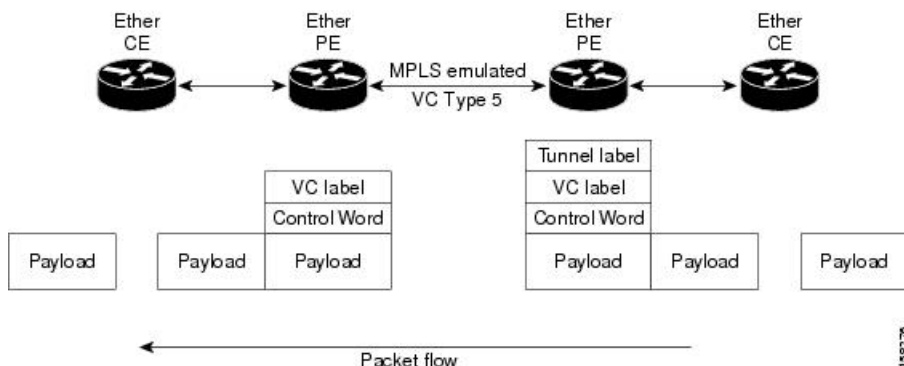 Ether CE
Ether PE
Ether PE
Ether CE
MPLS emulated
VC Type 5
Tunnel label
VC label
VC label
Control Word
Control Word
Payload
Payload
Payload
Payload
Payload
Payload
Packet flow